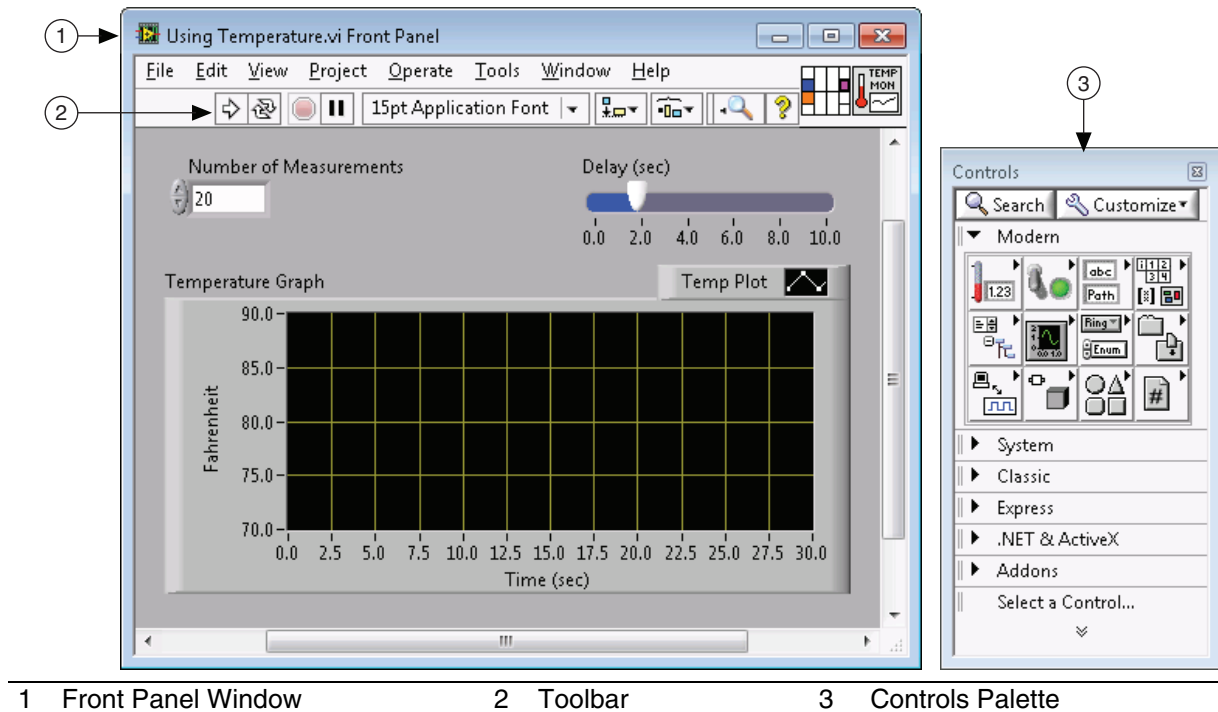 1
Using Temperature.vi Front Panel
File Edit View Project Operate Tools Window Help
TEMP
MON
2
15pt Application Font
?
Number of Measurements
20
Delay (sec)
0.0 2.0 4.0 6.0 8.0 10.0
Temperature Graph
Temp Plot
90.0
85.0
80.0
75.0
70.0
Fahrenheit
0.0 2.5 5.0 7.5 10.0 12.5 15.0 17.5 20.0 22.5 25.0 27.5 30.0
Time (sec)
3
Controls
Search Customize
Modern
1.23
abc
Path
1 2
3 4
Ring
Enum
#
System
Classic
Express
.NET & ActiveX
Addons
Select a Control...
1 Front Panel Window 2 Toolbar 3 Controls Palette